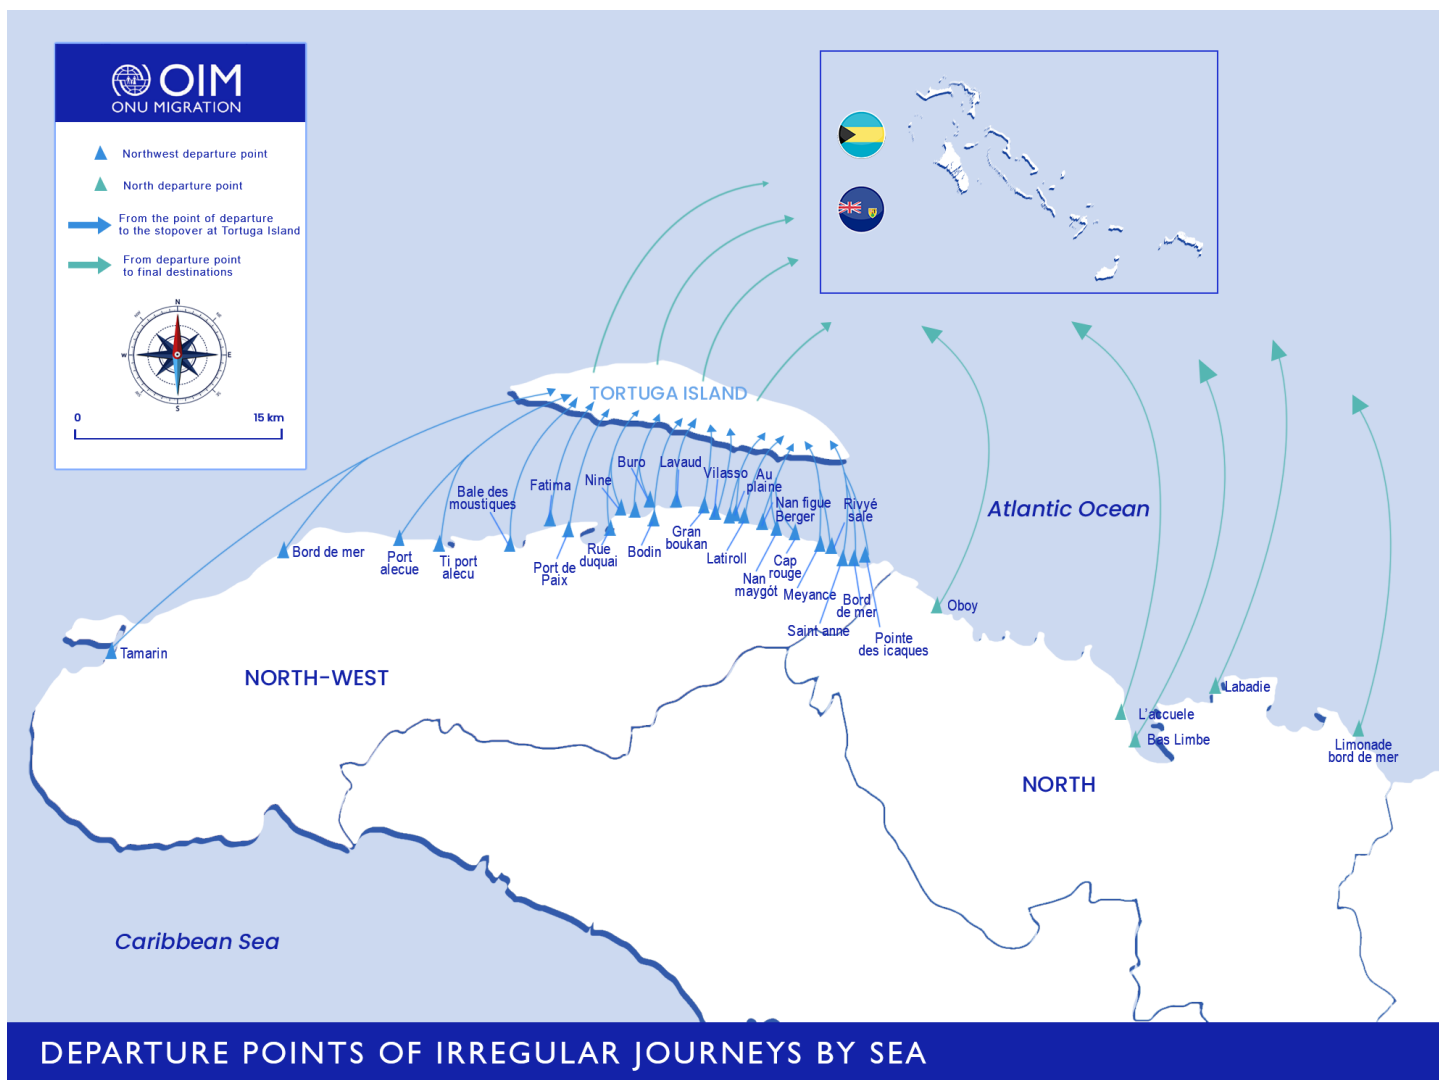 OIM
ONU MIGRATION
Northwest departure point
North departure point
From the point of departure
to the stopover at Tortuga Island
From departure point
to final destinations
N
W
E
S
0
15 km
TORTUGA ISLAND
Atlantic Ocean
Buro
Lavaud
Vilasso
Au
plaine
Nine
Fatima
Bale des
moustiques
Nan figue
Berger
Rivyé
sale
Bord de mer
Port
alecue
Ti port
alecu
Port de
Paix
Rue
duquai
Bodin
Gran
boukan
Latiroll
Nan
maygót
Cap
rouge
Meyance
Bord
de mer
Saint anne
Pointe
des icaques
Oboy
Tamarin
NORTH-WEST
Labadie
L'accuele
Bas Limbe
Limonade
bord de mer
NORTH
Caribbean Sea
DEPARTURE POINTS OF IRREGULAR JOURNEYS BY SEA